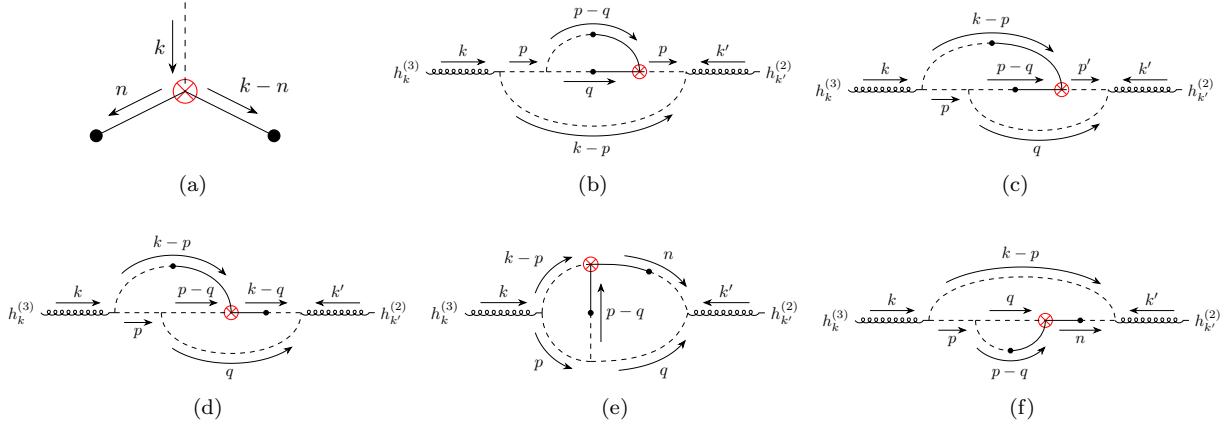 k
n
k − n
(a)
p − q
h_k^{(3)} k p p k′ h_{k′}^{(2)}
q
k − p
(b)
k − p
h_k^{(3)} k p − q p′ k′ h_{k′}^{(2)}
p
q
(c)
k − p
h_k^{(3)} k p − q k − q k′ h_{k′}^{(2)}
p
q
(d)
k − p n
h_k^{(3)} k p − q k′ h_{k′}^{(2)}
p q
(e)
k − p
h_k^{(3)} k q k′ h_{k′}^{(2)}
p n
p − q
(f)